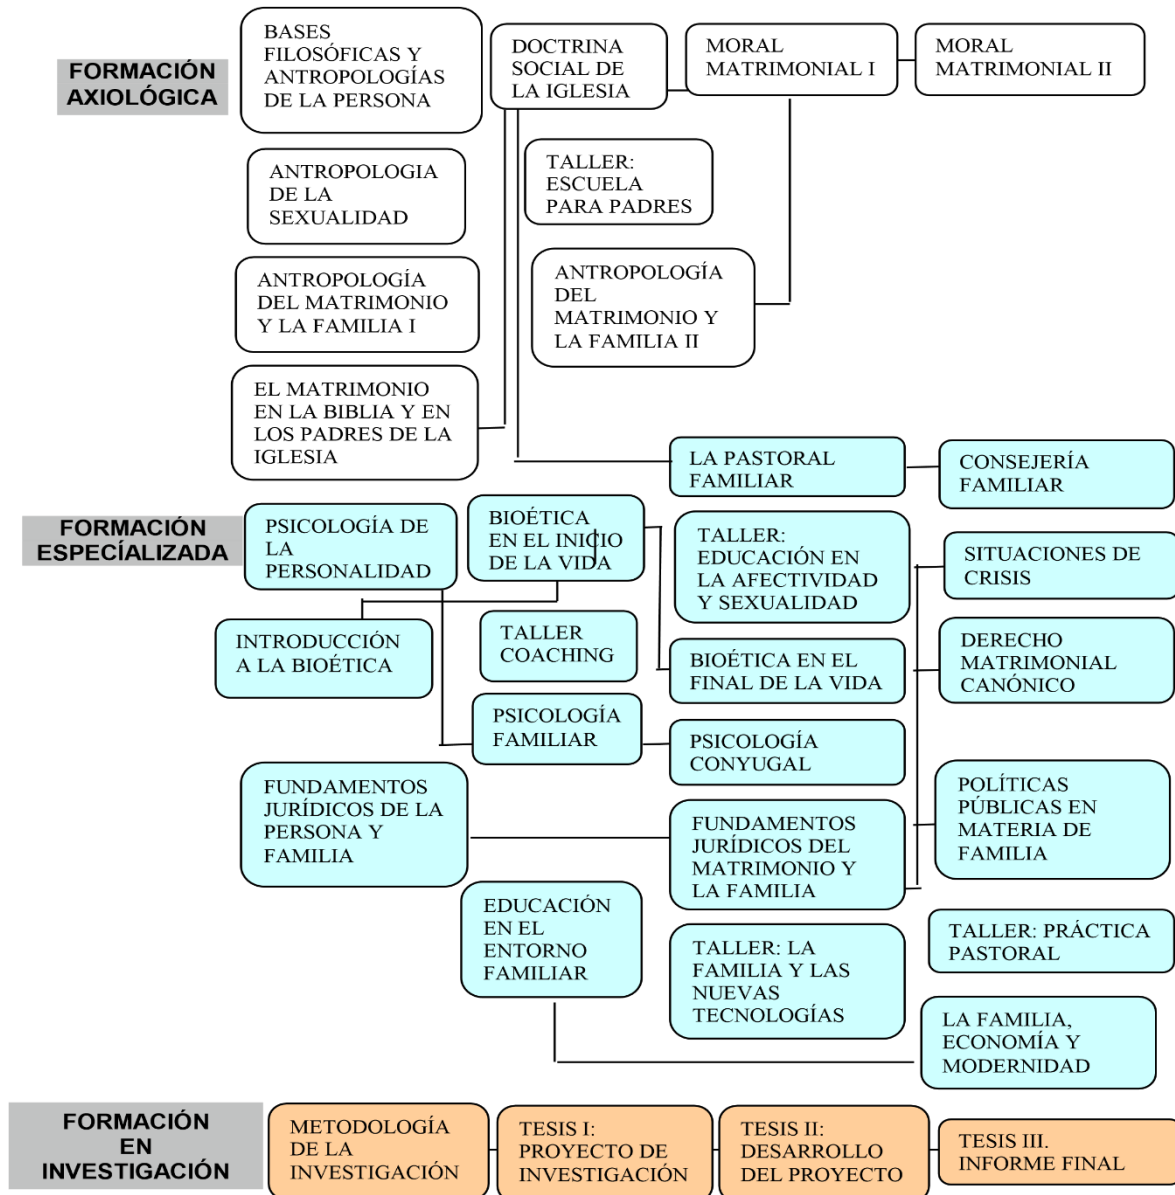 FORMACIÓN
AXIOLÓGICA
BASES
FILOSÓFICAS Y
ANTROPOLOGÍAS
DE LA PERSONA
DOCTRINA
SOCIAL DE
LA IGLESIA
MORAL
MATRIMONIAL I
MORAL
MATRIMONIAL II
ANTROPOLOGIA
DE LA
SEXUALIDAD
TALLER:
ESCUELA
PARA PADRES
ANTROPOLOGÍA
DEL MATRIMONIO
Y LA FAMILIA I
ANTROPOLOGÍA
DEL
MATRIMONIO Y
LA FAMILIA II
EL MATRIMONIO
EN LA BIBLIA Y EN
LOS PADRES DE LA
IGLESIA
LA PASTORAL
FAMILIAR
CONSEJERÍA
FAMILIAR
FORMACIÓN
ESPECÍALIZADA
PSICOLOGÍA DE
LA
PERSONALIDAD
BIOÉTICA
EN EL INICIO
DE LA VIDA
TALLER:
EDUCACIÓN EN
LA AFECTIVIDAD
Y SEXUALIDAD
SITUACIONES DE
CRISIS
INTRODUCCIÓN
A LA BIOÉTICA
TALLER
COACHING
BIOÉTICA EN EL
FINAL DE LA VIDA
DERECHO
MATRIMONIAL
CANÓNICO
PSICOLOGÍA
FAMILIAR
PSICOLOGÍA
CONYUGAL
FUNDAMENTOS
JURÍDICOS DE LA
PERSONA Y
FAMILIA
FUNDAMENTOS
JURÍDICOS DEL
MATRIMONIO Y
LA FAMILIA
POLÍTICAS
PÚBLICAS EN
MATERIA DE
FAMILIA
EDUCACIÓN
EN EL
ENTORNO
FAMILIAR
TALLER: LA
FAMILIA Y LAS
NUEVAS
TECNOLOGÍAS
TALLER: PRÁCTICA
PASTORAL
LA FAMILIA,
ECONOMÍA Y
MODERNIDAD
FORMACIÓN
EN
INVESTIGACIÓN
METODOLOGÍA
DE LA
INVESTIGACIÓN
TESIS I:
PROYECTO DE
INVESTIGACIÓN
TESIS II:
DESARROLLO
DEL PROYECTO
TESIS III.
INFORME FINAL